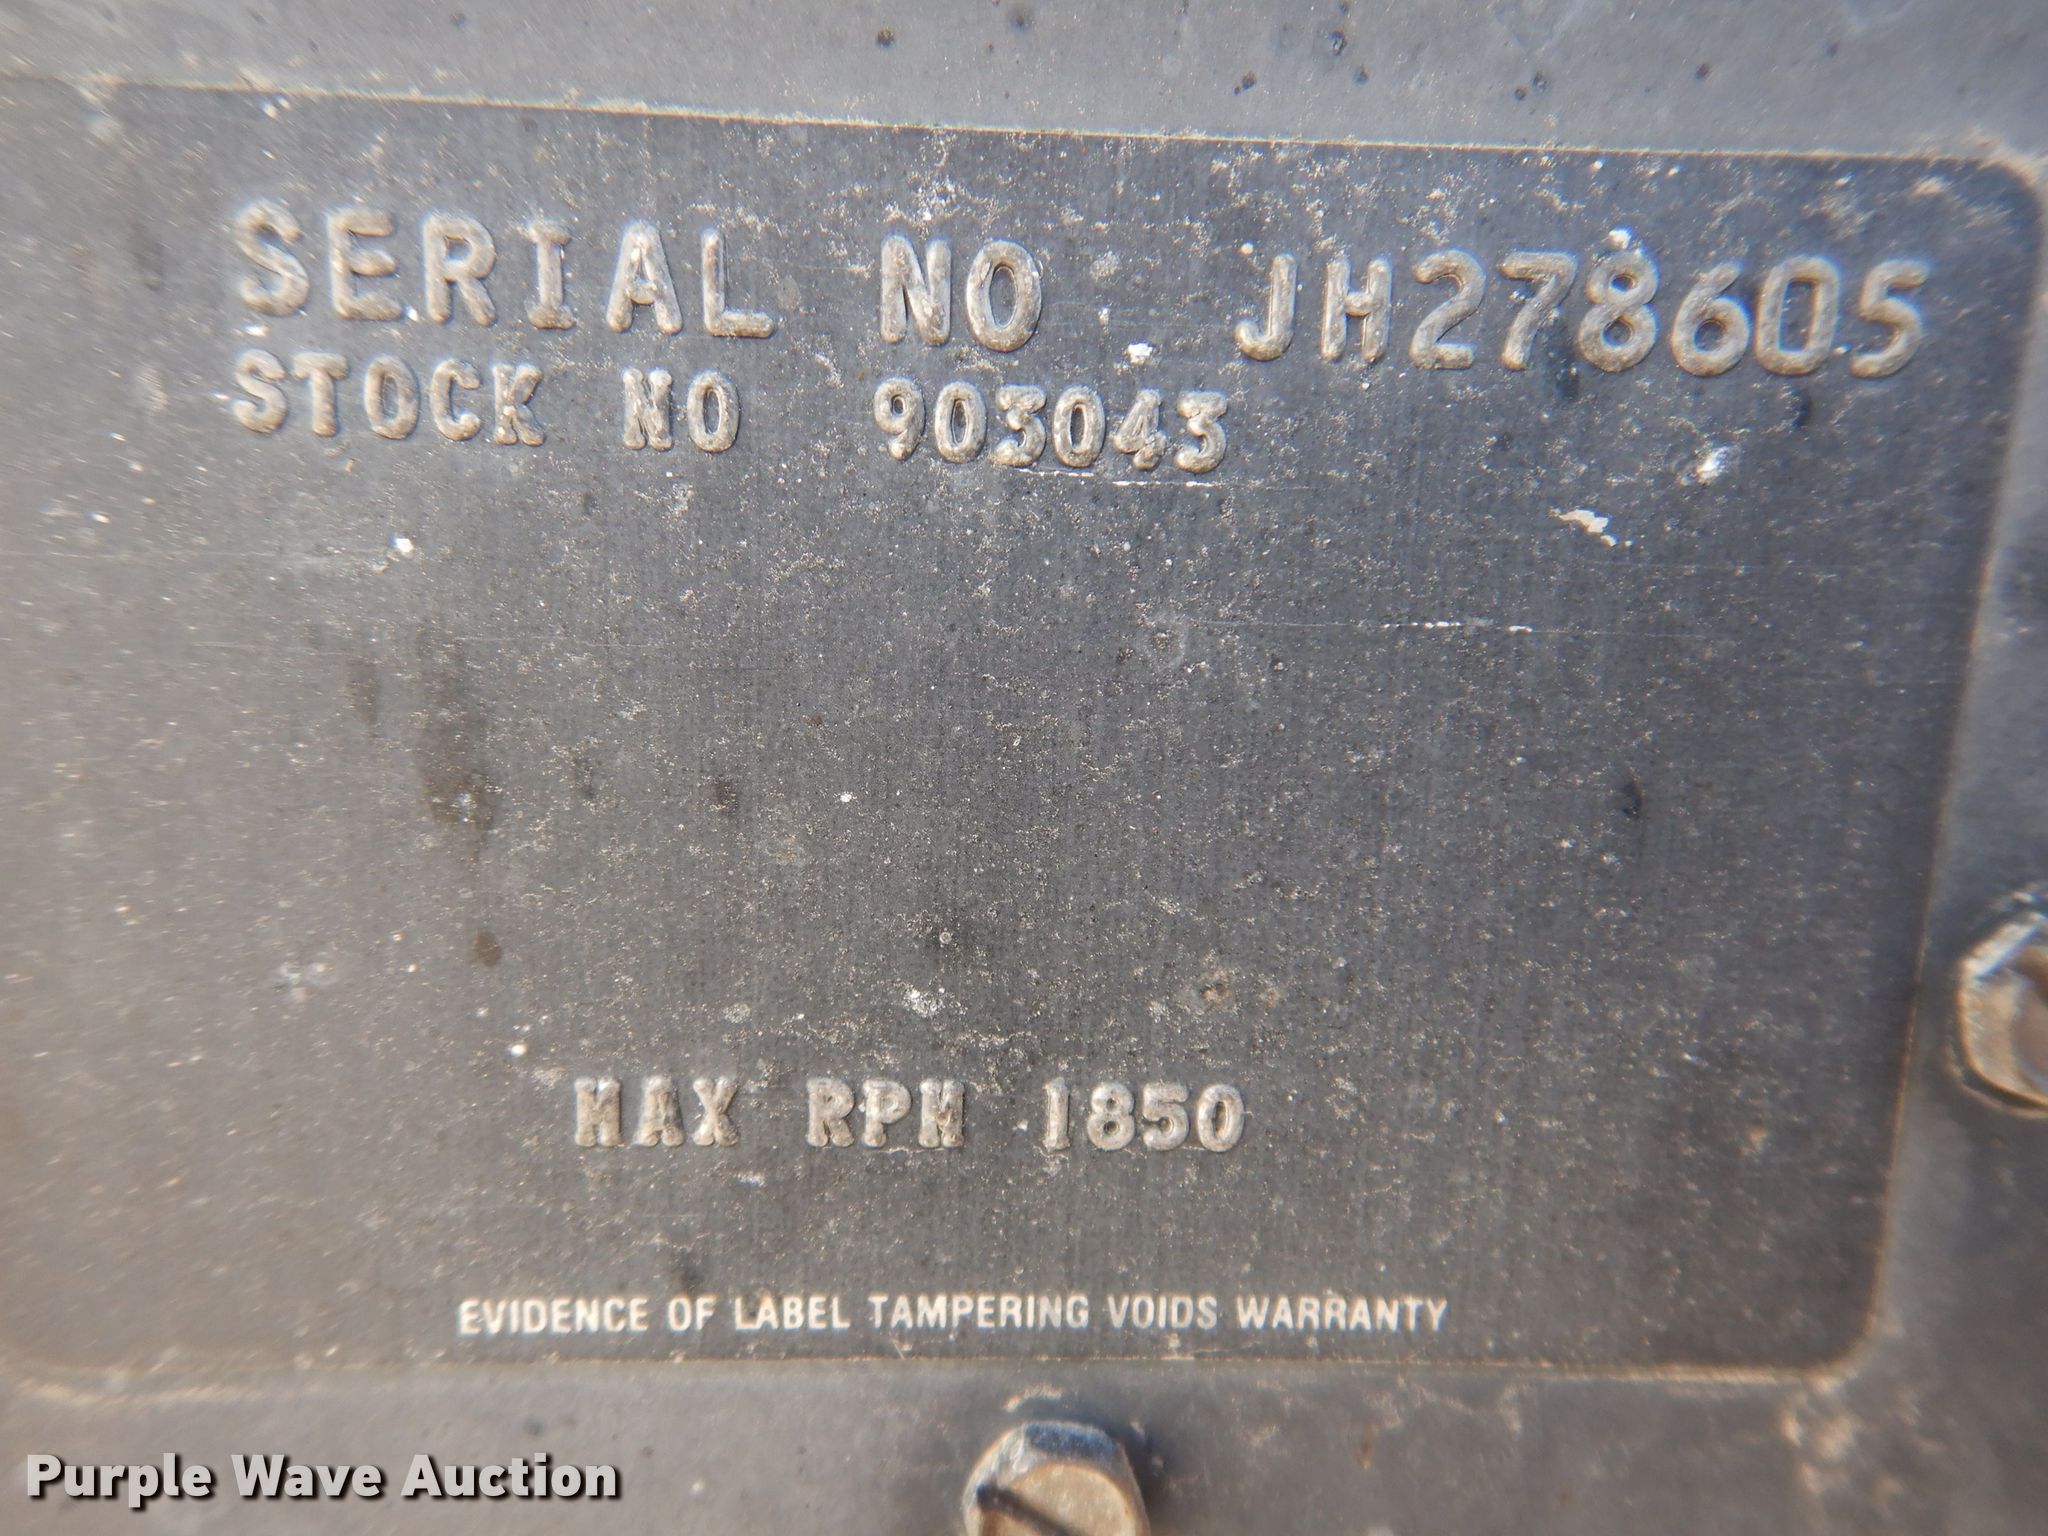 SERIAL NO JH278605
STOCK NO 903043
MAX RPM 1850
EVIDENCE OF LABEL TAMPERING VOIDS WARRANTY
Purple Wave Auction